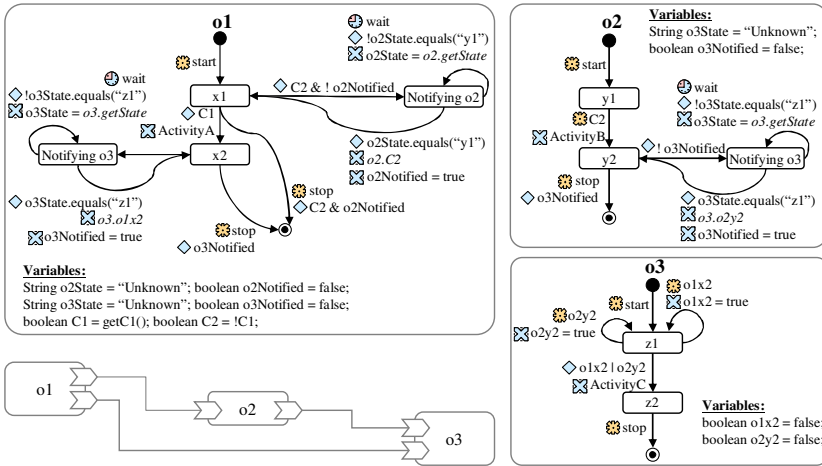 o1
wait
!o2State.equals("y1")
o2State = o2.getState
start
x1
C2 & ! o2Notified
Notifying o2
wait
!o3State.equals("z1")
o3State = o3.getState
C1
ActivityA
Notifying o3
x2
o2State.equals("y1")
o2.C2
o2Notified = true
o3State.equals("z1")
o3.o1x2
o3Notified = true
stop
C2 & o2Notified
stop
o3Notified
Variables:
String o2State = "Unknown"; boolean o2Notified = false;
String o3State = "Unknown"; boolean o3Notified = false;
boolean C1 = getC1(); boolean C2 = !C1;
o2
Variables:
String o3State = "Unknown";
boolean o3Notified = false;
start
y1
wait
!o3State.equals("z1")
o3State = o3.getState
C2
ActivityB
y2
! o3Notified
Notifying o3
stop
o3Notified
o3State.equals("z1")
o3.o2y2
o3Notified = true
o3
o1x2
o1x2 = true
start
o2y2
o2y2 = true
z1
o1x2 | o2y2
ActivityC
z2
stop
Variables:
boolean o1x2 = false;
boolean o2y2 = false;
o1
o2
o3